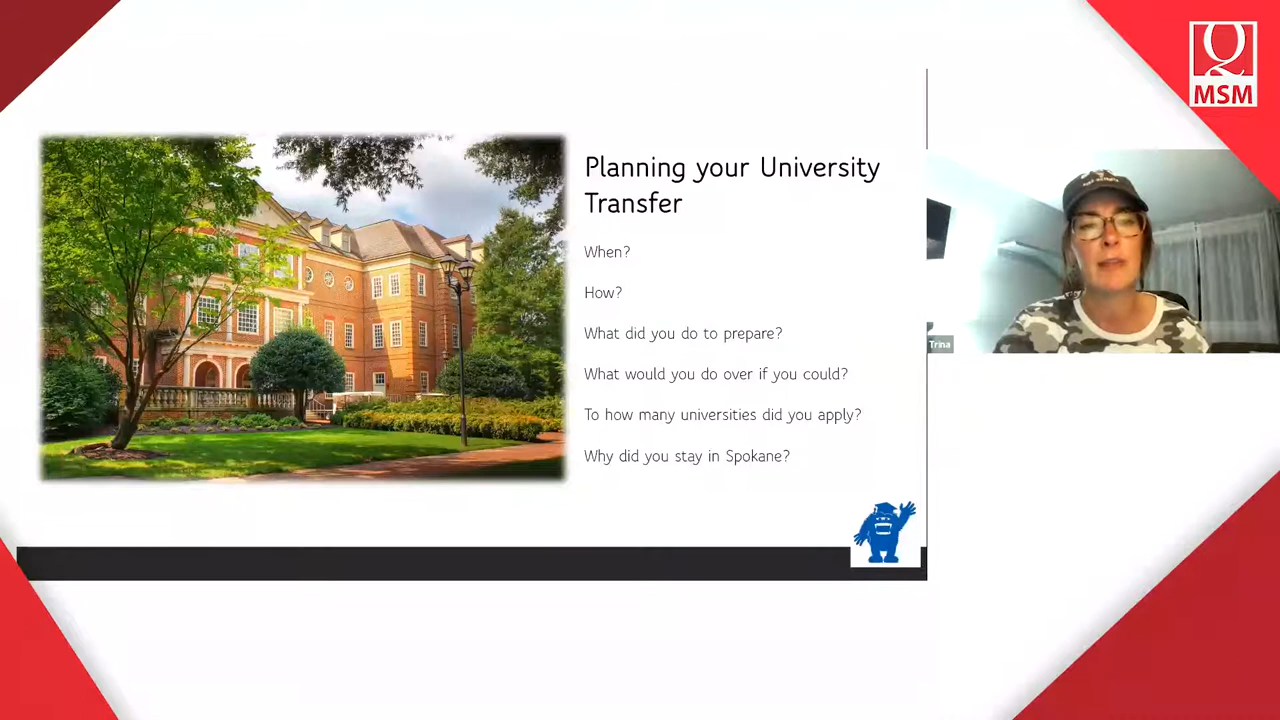 MSM
Planning your University
Transfer
When?
How?
What did you do to prepare?
What would you do over if you could?
To how many universities did you apply?
Why did you stay in Spokane?
Trina